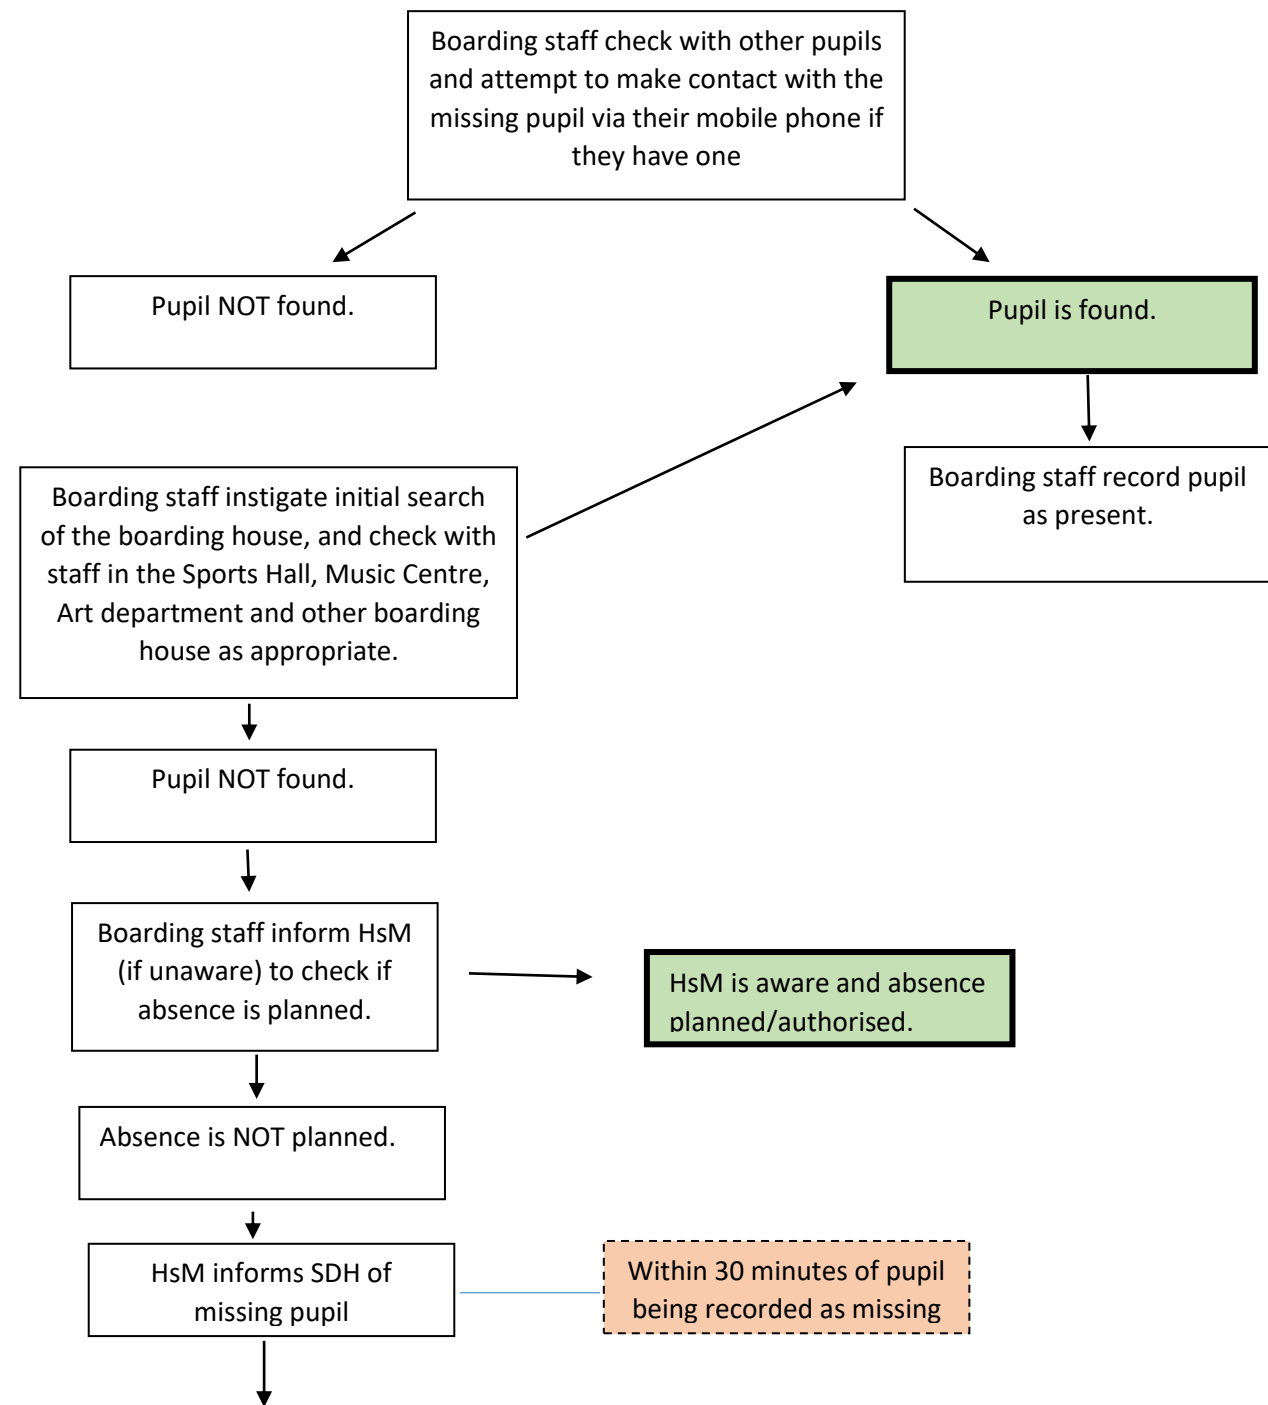 Boarding staff check with other pupils
and attempt to make contact with the
missing pupil via their mobile phone if
they have one
Pupil NOT found.
Pupil is found.
Boarding staff record pupil
as present.
Boarding staff instigate initial search
of the boarding house, and check with
staff in the Sports Hall, Music Centre,
Art department and other boarding
house as appropriate.
Pupil NOT found.
Boarding staff inform HsM
(if unaware) to check if
absence is planned.
HsM is aware and absence
planned/authorised.
Absence is NOT planned.
HsM informs SDH of
missing pupil
Within 30 minutes of pupil
being recorded as missing